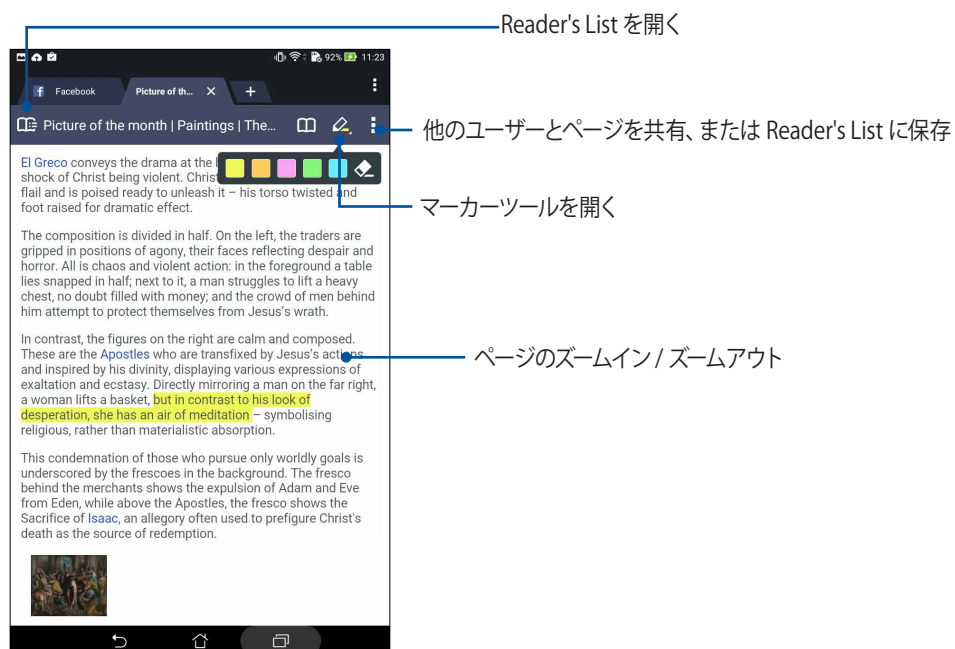 Reader's List を開く
92% 11:23
Facebook
Picture of th...
Picture of the month | Paintings | The...
他のユーザーとページを共有、または Reader's List に保存
El Greco conveys the drama at the
shock of Christ being violent. Christ
flail and is poised ready to unleash it – his torso twisted and
foot raised for dramatic effect.
マーカーツールを開く
The composition is divided in half. On the left, the traders are
gripped in positions of agony, their faces reflecting despair and
horror. All is chaos and violent action: in the foreground a table
lies snapped in half; next to it, a man struggles to lift a heavy
chest, no doubt filled with money; and the crowd of men behind
him attempt to protect themselves from Jesus's wrath.
In contrast, the figures on the right are calm and composed.
These are the Apostles who are transfixed by Jesus's actions
and inspired by his divinity, displaying various expressions of
exaltation and ecstasy. Directly mirroring a man on the far right,
a woman lifts a basket, but in contrast to his look of
desperation, she has an air of meditation – symbolising
religious, rather than materialistic absorption.
ページのズームイン / ズームアウト
This condemnation of those who pursue only worldly goals is
underscored by the frescoes in the background. The fresco
behind the merchants shows the expulsion of Adam and Eve
from Eden, while above the Apostles, the fresco shows the
Sacrifice of Isaac, an allegory often used to prefigure Christ's
death as the source of redemption.